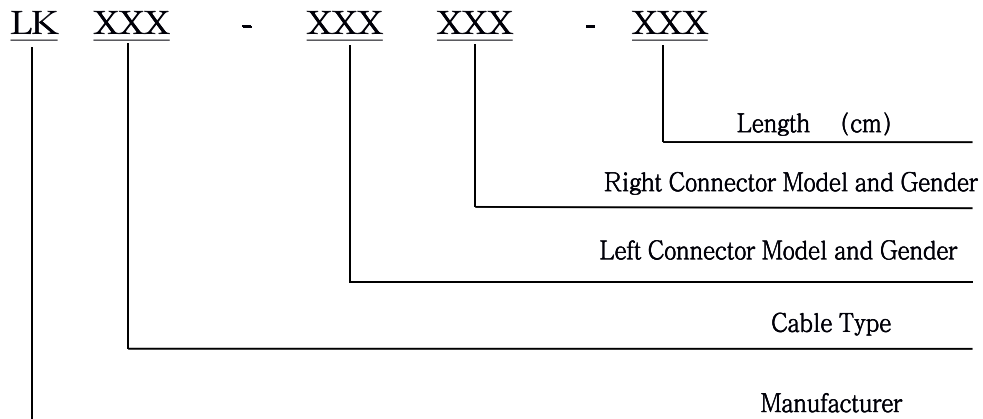 LK XXX - XXX XXX - XXX
Length (cm)
Right Connector Model and Gender
Left Connector Model and Gender
Cable Type
Manufacturer